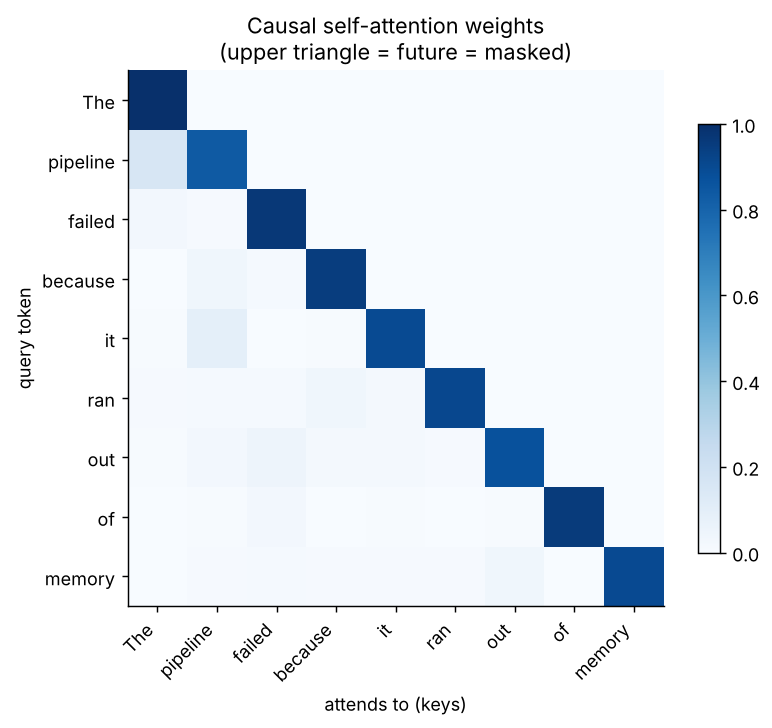 Causal self-attention weights
(upper triangle = future = masked)
The
pipeline
failed
because
it
ran
out
of
memory
query token
The
pipeline
failed
because
it
ran
out
of
memory
attends to (keys)
1.0
0.8
0.6
0.4
0.2
0.0